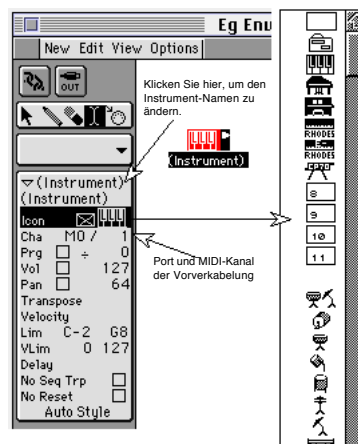 Eg Env
New Edit View Options
OUT
Klicken Sie hier, um den
Instrument-Namen zu
ändern.
(Instrument)
(Instrument)
(Instrument)
Icon
Cha M0 / 1
Prg ÷ 0
Vol 127
Pan 64
Transpose
Velocity
Lim C-2 G8
VLim 0 127
Delay
No Seq Trp
No Reset
Auto Style
Port und MIDI-Kanal
der Vorverkabelung
RHODES
RHODES
8
9
10
11